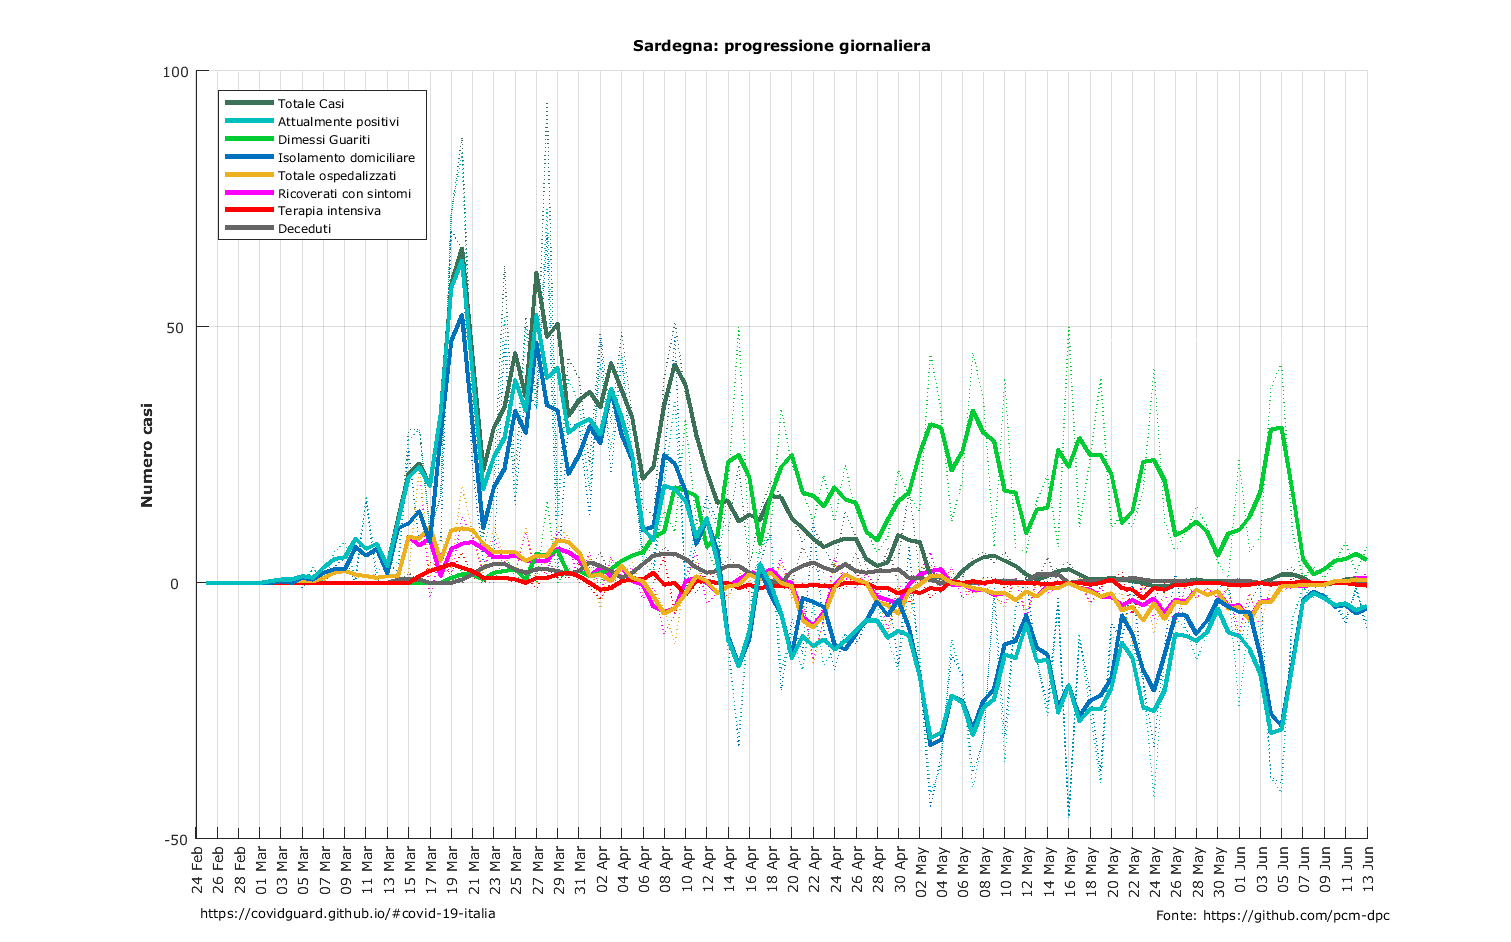 Sardegna: progressione giornaliera
100
50
0
-50
Numero casi
Totale Casi
Attualmente positivi
Dimessi Guariti
Isolamento domiciliare
Totale ospedalizzati
Ricoverati con sintomi
Terapia intensiva
Deceduti
24 Feb
26 Feb
28 Feb
01 Mar
03 Mar
05 Mar
07 Mar
09 Mar
11 Mar
13 Mar
15 Mar
17 Mar
19 Mar
21 Mar
23 Mar
25 Mar
27 Mar
29 Mar
31 Mar
02 Apr
04 Apr
06 Apr
08 Apr
10 Apr
12 Apr
14 Apr
16 Apr
18 Apr
20 Apr
22 Apr
24 Apr
26 Apr
28 Apr
30 Apr
02 May
04 May
06 May
08 May
10 May
12 May
14 May
16 May
18 May
20 May
22 May
24 May
26 May
28 May
30 May
01 Jun
03 Jun
05 Jun
07 Jun
09 Jun
11 Jun
13 Jun
https://covidguard.github.io/#covid-19-italia
Fonte: https://github.com/pcm-dpc